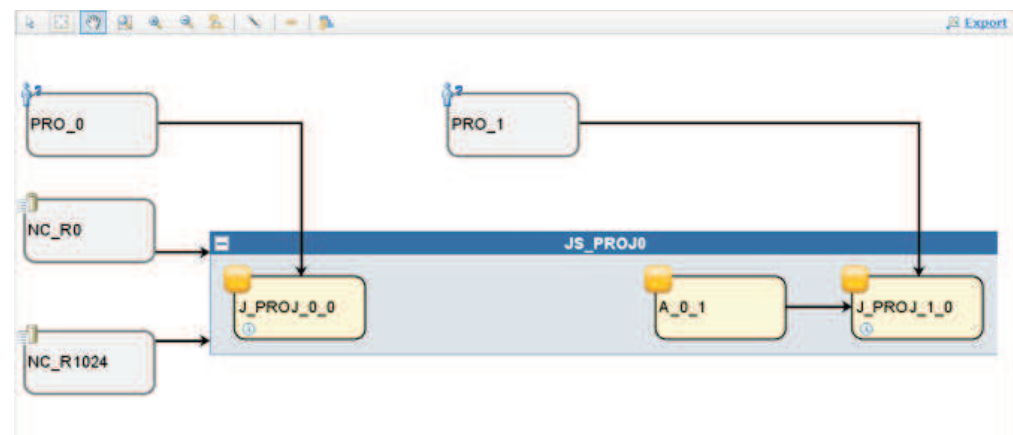 Export
PRO_0
PRO_1
NC_R0
JS_PROJ0
J_PROJ_0_0
A_0_1
J_PROJ_1_0
NC_R1024